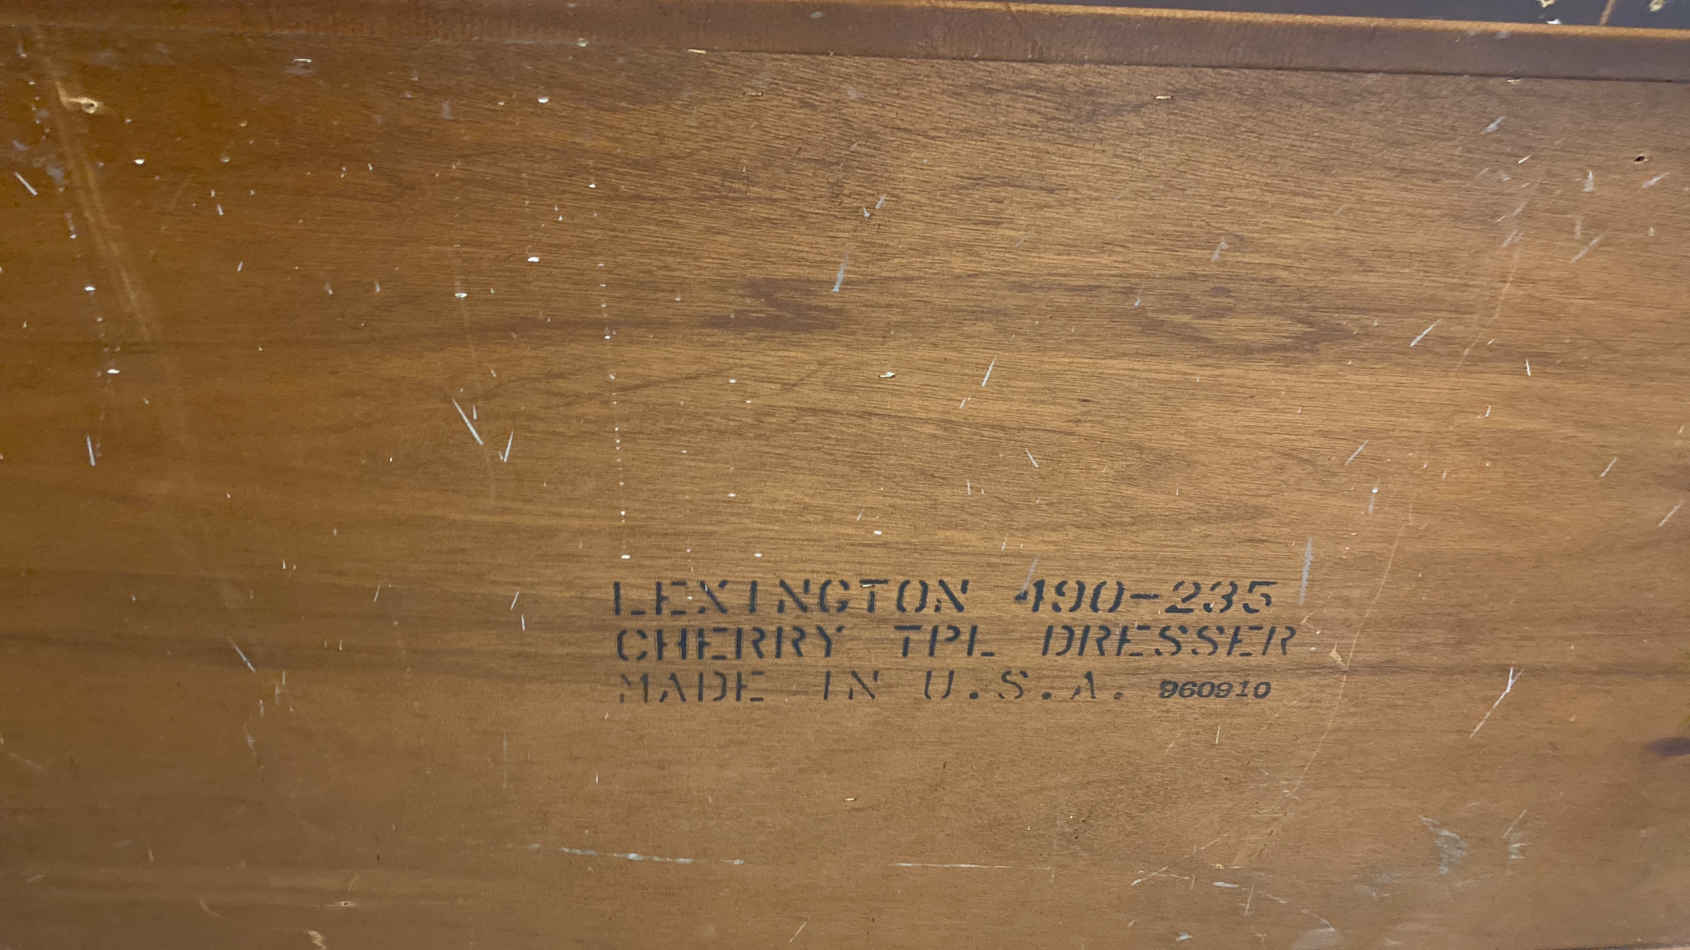 LEXINGTON 490-235
CHERRY TPL DRESSER
MADE IN U.S.A. 960910